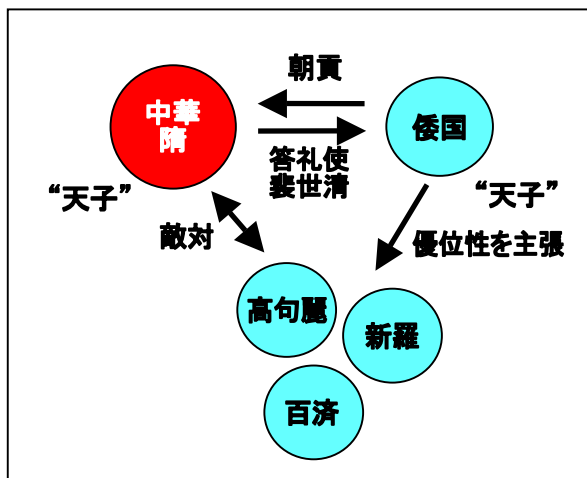 朝貢
中華
隋
倭国
答礼使
裴世清
“天子”
“天子”
敵対
優位性を主張
高句麗
新羅
百済